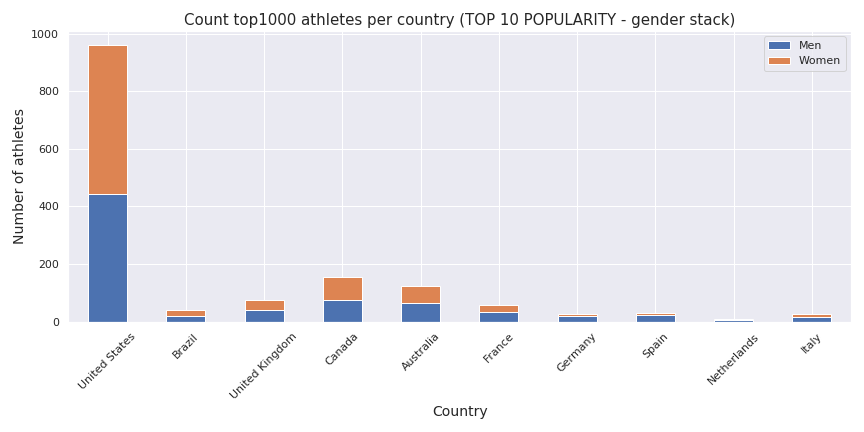 Count top1000 athletes per country (TOP 10 POPULARITY - gender stack)
Men
Women
Number of athletes
1000
800
600
400
200
0
United States
Brazil
United Kingdom
Canada
Australia
France
Germany
Spain
Netherlands
Italy
Country